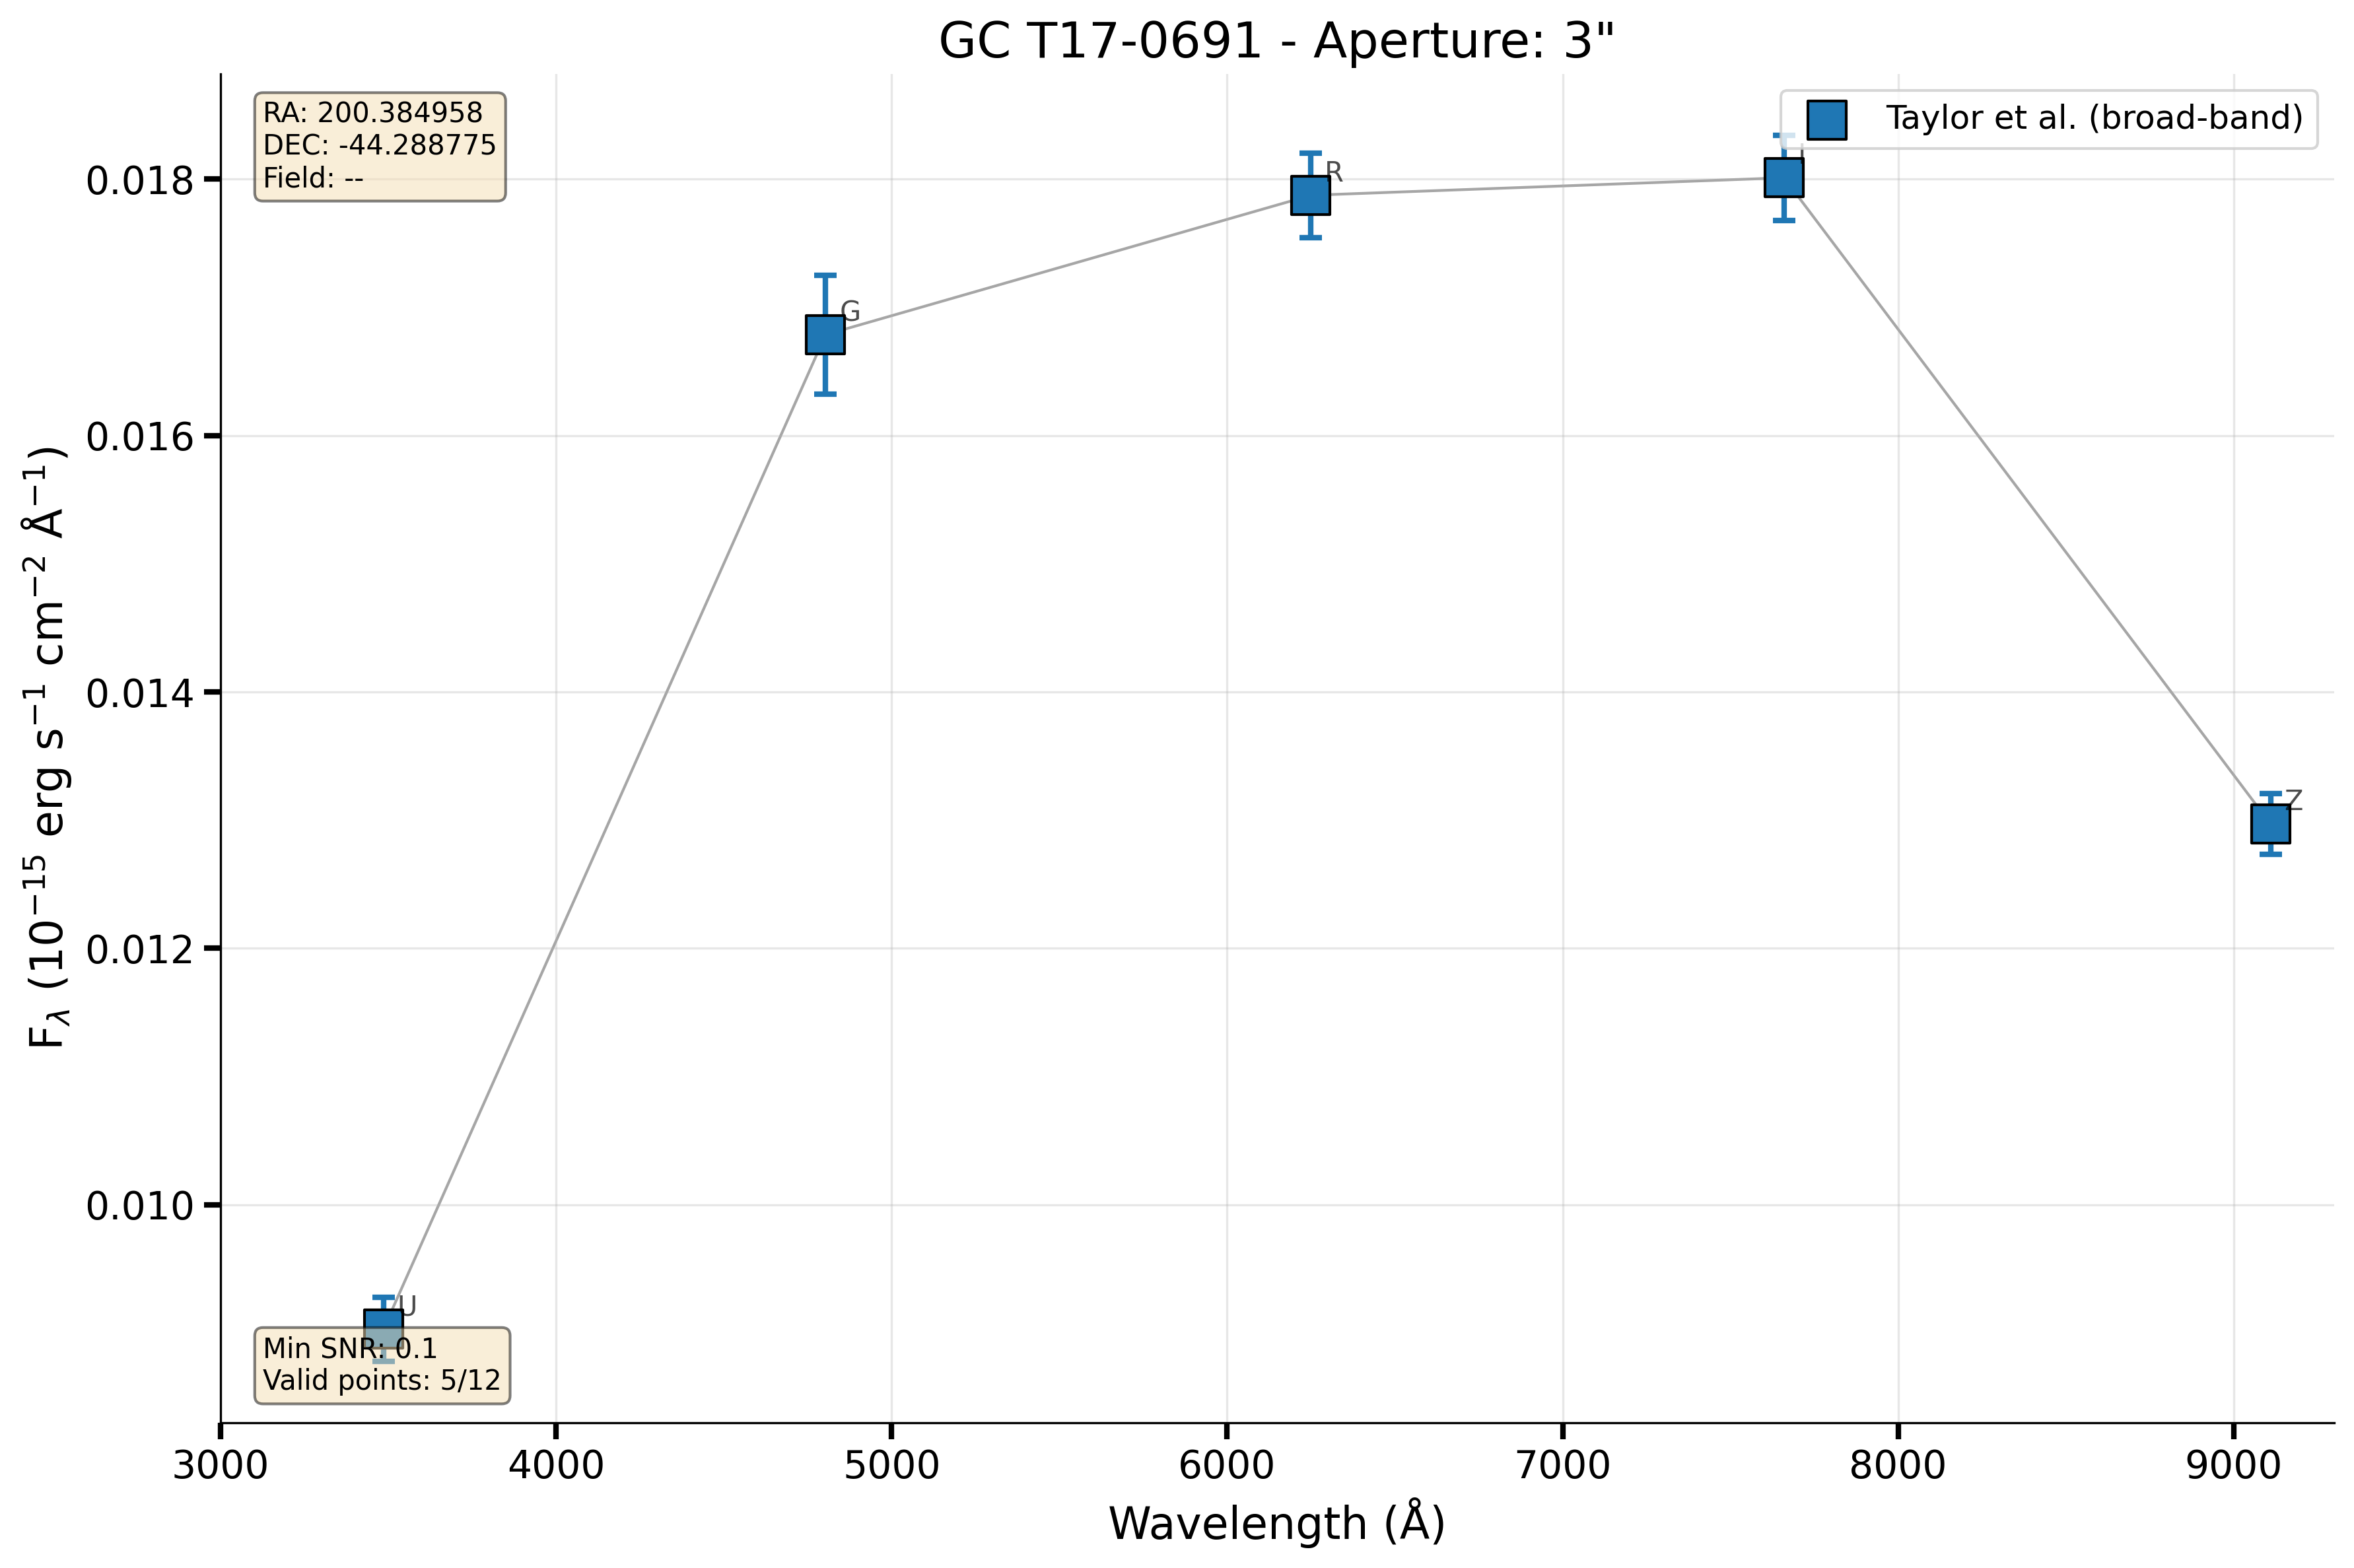 GC T17-0691 - Aperture: 3"
RA: 200.384958
DEC: -44.288775
Field: --
Taylor et al. (broad-band)
I
R
G
Z
U
Min SNR: 0.1
Valid points: 5/12
0.018
0.016
0.014
0.012
0.010
F_λ (10⁻¹⁵ erg s⁻¹ cm⁻² Å⁻¹)
3000 4000 5000 6000 7000 8000 9000
Wavelength (Å)